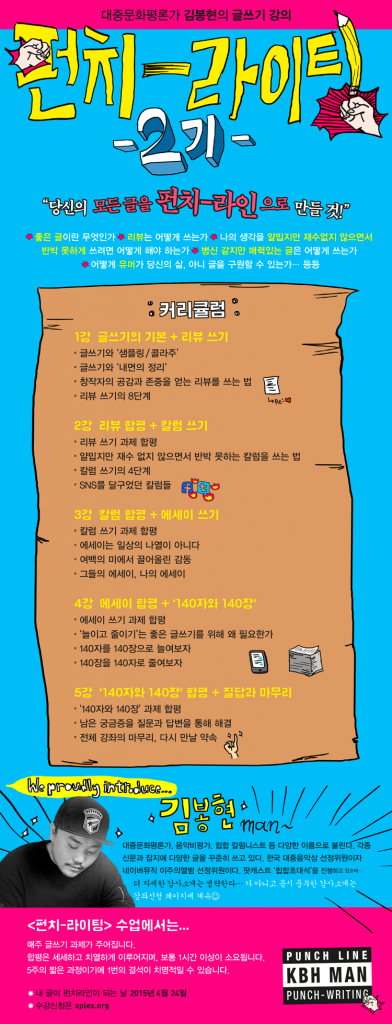 대중문화평론가 김봉현의 글쓰기 강의
펀치-라이팅
-2기-
"당신의 모든 글을 펀치-라인으로 만들 것!"
좋은 글이란 무엇인가 리뷰는 어떻게 쓰는가 나의 생각을 얄밉지만 재수없지 않으면서
반박 못하게 쓰려면 어떻게 해야 하는가 병신 같지만 매력있는 글은 어떻게 쓰는가
어떻게 유머가 당신의 삶, 아니 글을 구원할 수 있는가… 등등
커리큘럼
1강 글쓰기의 기본 + 리뷰 쓰기
· 글쓰기와 '샘플링/콜라주'
· 글쓰기와 '내면의 정리'
· 창작자의 공감과 존중을 얻는 리뷰를 쓰는 법
· 리뷰 쓰기의 8단계
2강 리뷰 합평 + 칼럼 쓰기
· 리뷰 쓰기 과제 합평
· 얄밉지만 재수 없지 않으면서 반박 못하는 칼럼을 쓰는 법
· 칼럼 쓰기의 4단계
· SNS를 달구었던 칼럼들
3강 칼럼 합평 + 에세이 쓰기
· 칼럼 쓰기 과제 합평
· 에세이는 일상의 나열이 아니다
· 여백의 미에서 끌어올린 감동
· 그들의 에세이, 나의 에세이
4강 에세이 합평 + '140자와 140장'
· 에세이 쓰기 과제 합평
· '늘이고 줄이기'는 좋은 글쓰기를 위해 왜 필요한가
· 140자를 140장으로 늘여보자
· 140장을 140자로 줄여보자
5강 '140자와 140장' 합평 + 질답과 마무리
· '140자와 140장' 과제 합평
· 남은 궁금증을 질문과 답변을 통해 해결
· 전체 강좌의 마무리, 다시 만날 약속
We proudly introduce....
김봉현 man~
대중문화평론가, 음악비평가, 힙합 칼럼니스트 등 다양한 이름으로 불린다. 각종
신문과 잡지에 다양한 글을 꾸준히 쓰고 있다. 한국 대중음악상 선정위원이자
네이버뮤직 이주의앨범 선정위원이다. 팟캐스트 '힙합초대석'을 진행하고 있으며…
더 자세한 강사소개는 생략한다… 가 아니고 몹시 풍부한 강사소개는
강좌신청 페이지에 계속
<펀치-라이팅> 수업에서는...
매주 글쓰기 과제가 주어집니다.
합평은 세세하고 치열하게 이루어지며, 보통 1시간 이상이 소요됩니다.
5주의 짧은 과정이기에 1번의 결석이 치명적일 수 있습니다.
내 글이 펀치라인이 되는 날 2015년 4월 24일
수강신청은 xplex.org
PUNCH LINE
KBH MAN
PUNCH-WRITING